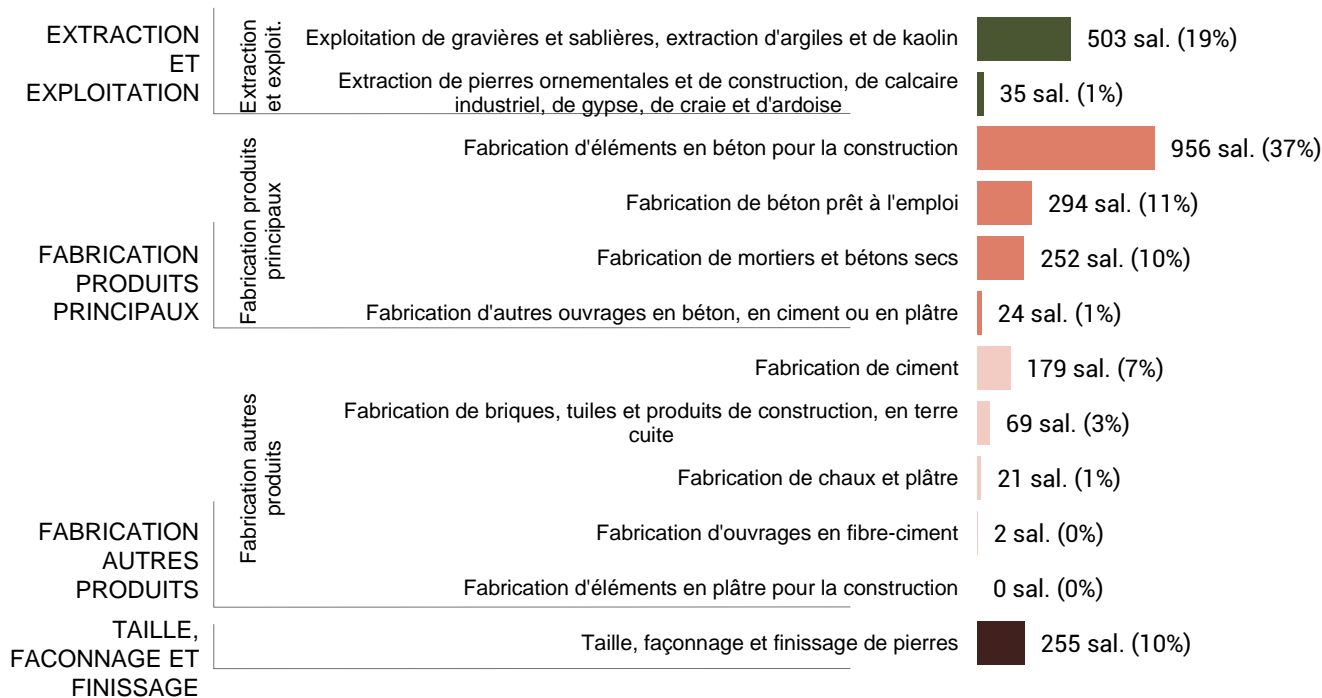 EXTRACTION
ET
EXPLOITATION
Extraction
et exploit.
Exploitation de gravières et sablières, extraction d'argiles et de kaolin
503 sal. (19%)
Extraction de pierres ornementales et de construction, de calcaire
industriel, de gypse, de craie et d'ardoise
35 sal. (1%)
FABRICATION
PRODUITS
PRINCIPAUX
Fabrication produits
principaux
Fabrication d'éléments en béton pour la construction
956 sal. (37%)
Fabrication de béton prêt à l'emploi
294 sal. (11%)
Fabrication de mortiers et bétons secs
252 sal. (10%)
Fabrication d'autres ouvrages en béton, en ciment ou en plâtre
24 sal. (1%)
FABRICATION
AUTRES
PRODUITS
Fabrication autres
produits
Fabrication de ciment
179 sal. (7%)
Fabrication de briques, tuiles et produits de construction, en terre
cuite
69 sal. (3%)
Fabrication de chaux et plâtre
21 sal. (1%)
Fabrication d'ouvrages en fibre-ciment
2 sal. (0%)
Fabrication d'éléments en plâtre pour la construction
0 sal. (0%)
TAILLE,
FACONNAGE ET
FINISSAGE
Taille, façonnage et finissage de pierres
255 sal. (10%)